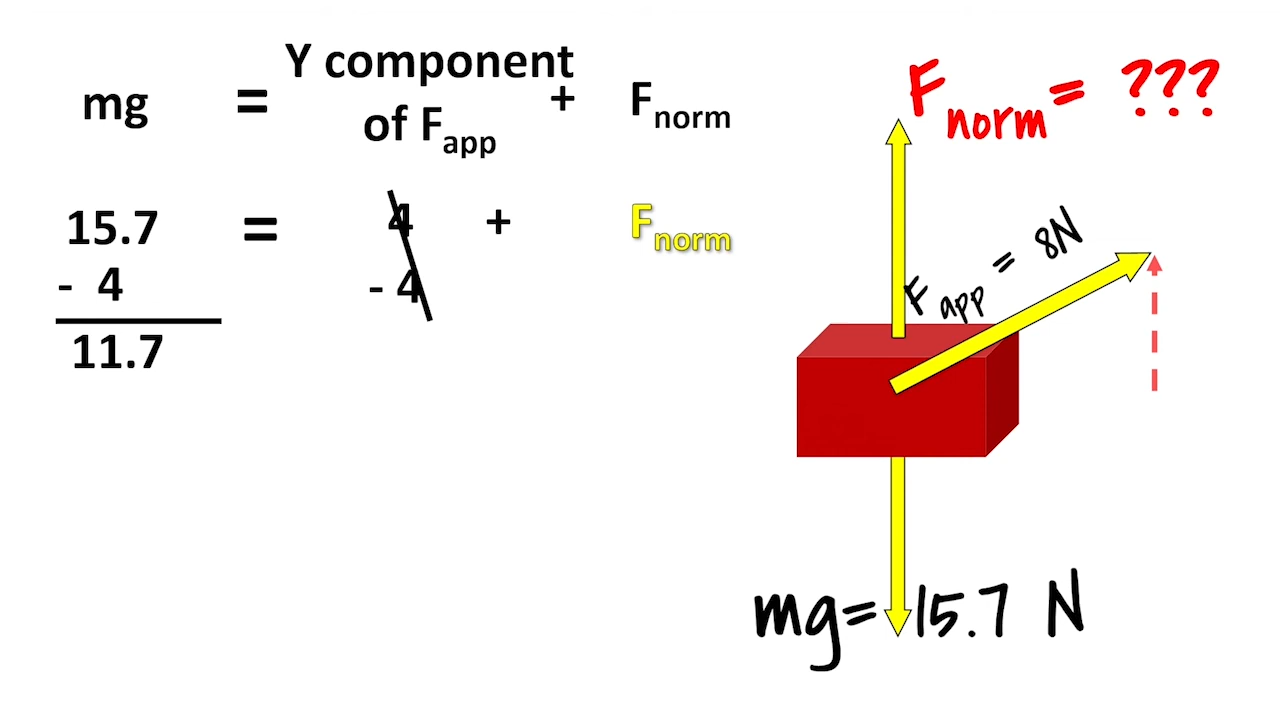 mg = Y component of Fapp + Fnorm
15.7 = 4 + Fnorm
- 4 - 4
11.7
Fnorm = ???
Fapp = 8N
mg = 15.7 N